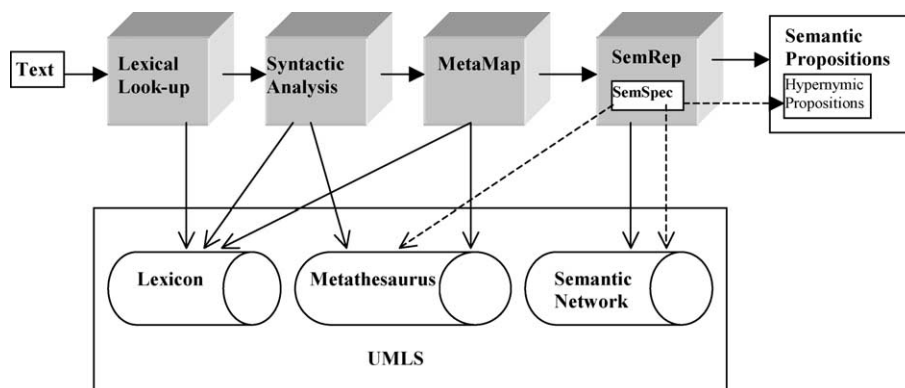 Text
Lexical
Look-up
Syntactic
Analysis
MetaMap
SemRep
SemSpec
Semantic
Propositions
Hypernymic
Propositions
Lexicon
Metathesaurus
Semantic
Network
UMLS